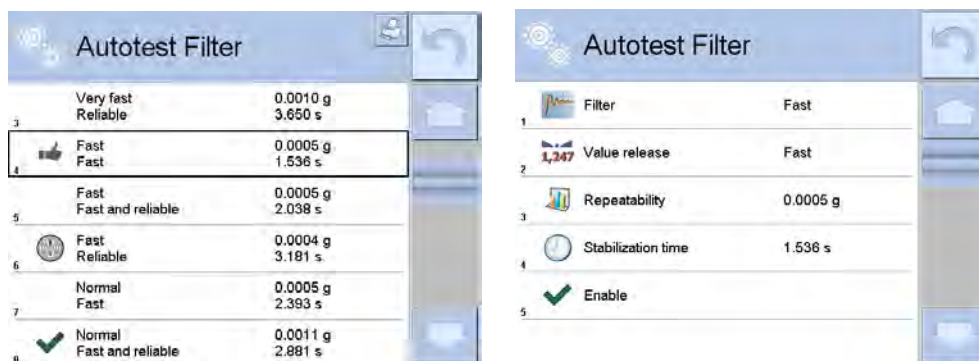 Autotest Filter
Very fast 0.0010 g
Reliable 3.650 s
3
Fast 0.0005 g
Fast 1.536 s
4
Fast 0.0005 g
Fast and reliable 2.038 s
5
Fast 0.0004 g
Reliable 3.181 s
6
Normal 0.0005 g
Fast 2.393 s
7
Normal 0.0011 g
Fast and reliable 2.881 s
Autotest Filter
Filter Fast
1
1,247 Value release Fast
2
Repeatability 0.0005 g
3
Stabilization time 1.536 s
4
Enable
5